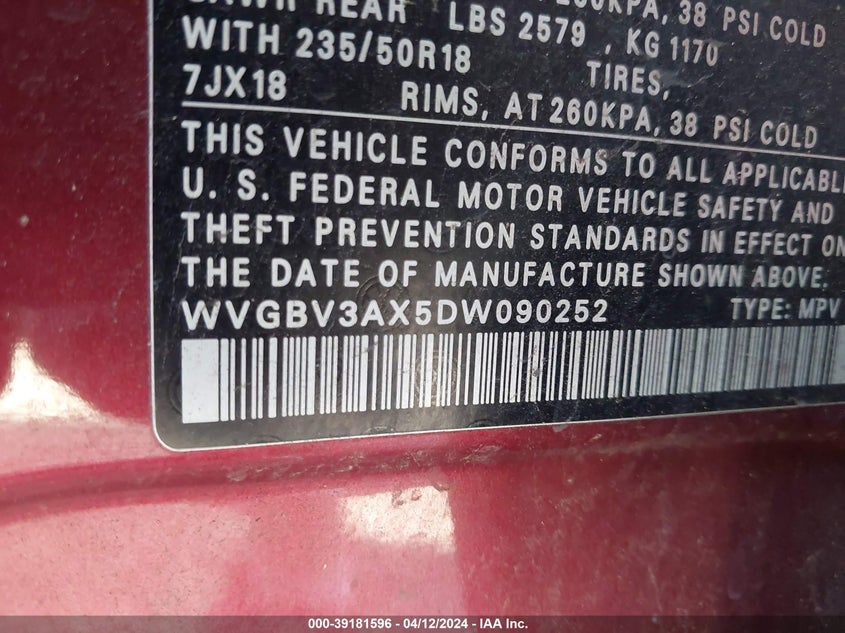 GAWR REAR LBS 2579 , KG 1170
WITH 235/50R18 TIRES,
7JX18 RIMS, AT 260KPA, 38 PSI COLD
THIS VEHICLE CONFORMS TO ALL APPLICABLE
U. S. FEDERAL MOTOR VEHICLE SAFETY AND
THEFT PREVENTION STANDARDS IN EFFECT ON
THE DATE OF MANUFACTURE SHOWN ABOVE.
WVGBV3AX5DW090252 TYPE: MPV
000-39181596 - 04/12/2024 - IAA Inc.